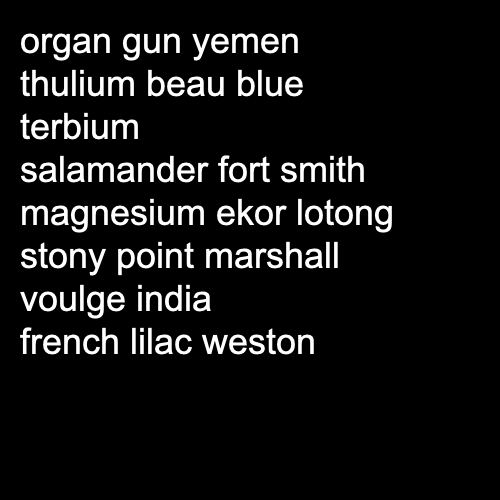 organ gun yemen
thulium beau blue
terbium
salamander fort smith
magnesium ekor lotong
stony point marshall
voulge india
french lilac weston